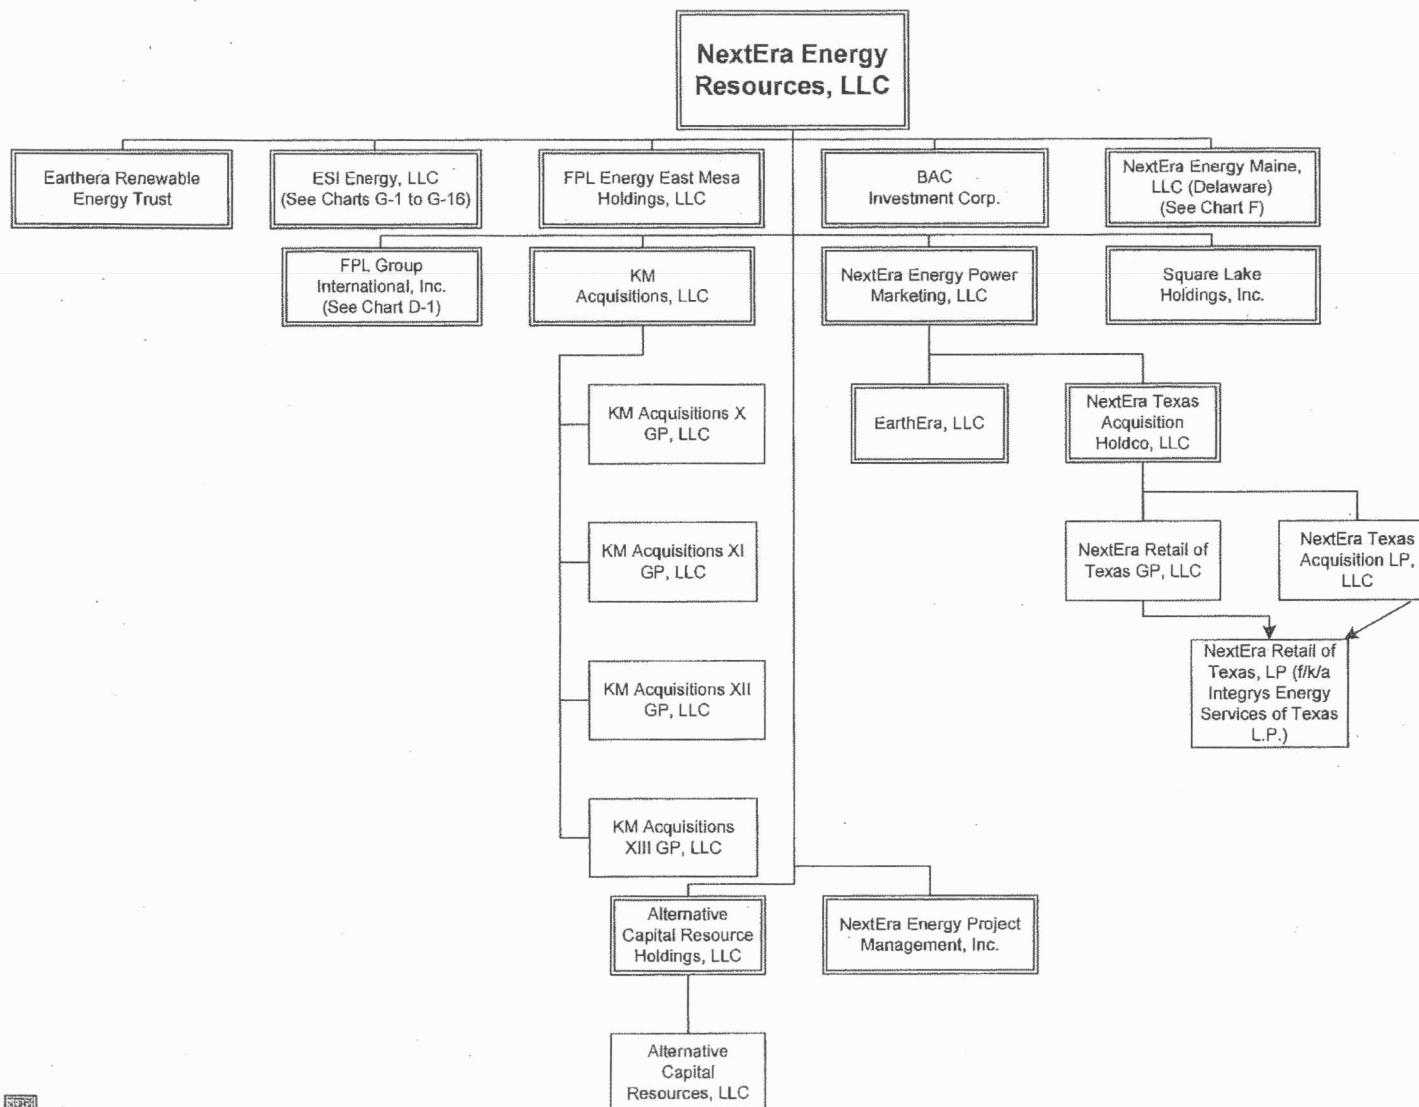 NextEra Energy
Resources, LLC
Earthera Renewable
Energy Trust
ESI Energy, LLC
(See Charts G-1 to G-16)
FPL Energy East Mesa
Holdings, LLC
BAC
Investment Corp.
NextEra Energy Maine,
LLC (Delaware)
(See Chart F)
FPL Group
International, Inc.
(See Chart D-1)
KM
Acquisitions, LLC
NextEra Energy Power
Marketing, LLC
Square Lake
Holdings, Inc.
KM Acquisitions X
GP, LLC
EarthEra, LLC
NextEra Texas
Acquisition
Holdco, LLC
KM Acquisitions XI
GP, LLC
NextEra Retail of
Texas GP, LLC
NextEra Texas
Acquisition LP,
LLC
NextEra Retail of
Texas, LP (f/k/a
Integrys Energy
Services of Texas
L.P.)
KM Acquisitions XII
GP, LLC
KM Acquisitions
XIII GP, LLC
Alternative
Capital Resource
Holdings, LLC
NextEra Energy Project
Management, Inc.
Alternative
Capital
Resources, LLC